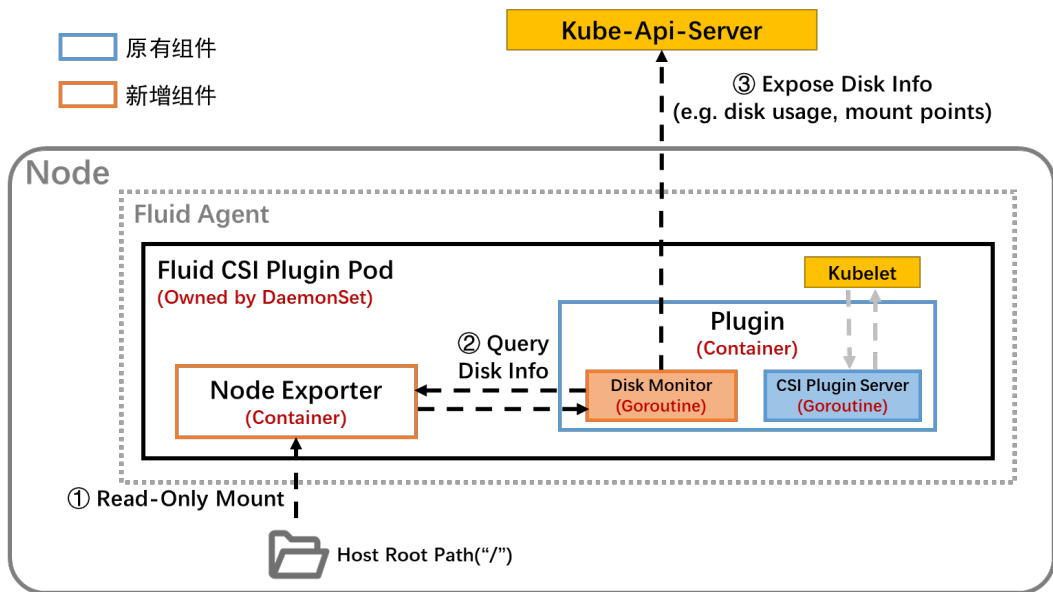 Kube-Api-Server
原有组件
新增组件
③ Expose Disk Info
(e.g. disk usage, mount points)
Node
Fluid Agent
Fluid CSI Plugin Pod
(Owned by DaemonSet)
Kubelet
Plugin
(Container)
② Query
Disk Info
Node Exporter
(Container)
Disk Monitor
(Goroutine)
CSI Plugin Server
(Goroutine)
① Read-Only Mount
Host Root Path(“/”)